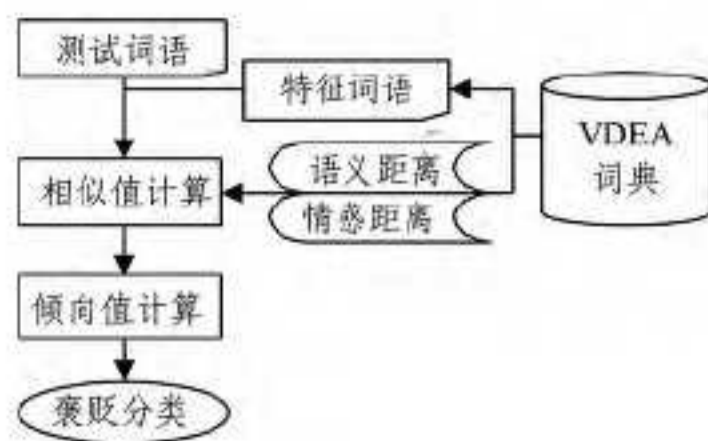 测试词语
特征词语
VDEA
词典
语义距离
相似值计算
情感距离
倾向值计算
褒贬分类